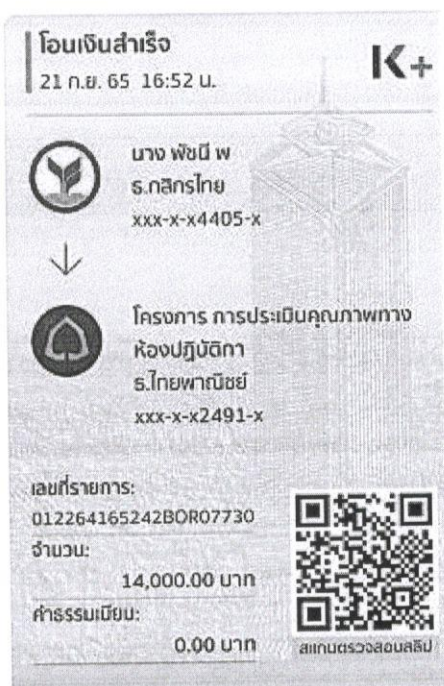 โอนเงินสำเร็จ
21 ก.ย. 65 16:52 น.
K+
นาง พัชนี พ
ธ.กสิกรไทย
xxx-x-x4405-x
โครงการ การประเมินคุณภาพทาง
ห้องปฏิบัติกา
ธ.ไทยพาณิชย์
xxx-x-x2491-x
เลขที่รายการ:
012264165242BOR07730
จำนวน:
14,000.00 บาท
ค่าธรรมเนียม:
0.00 บาท
สแกนตรวจสอบสลิป